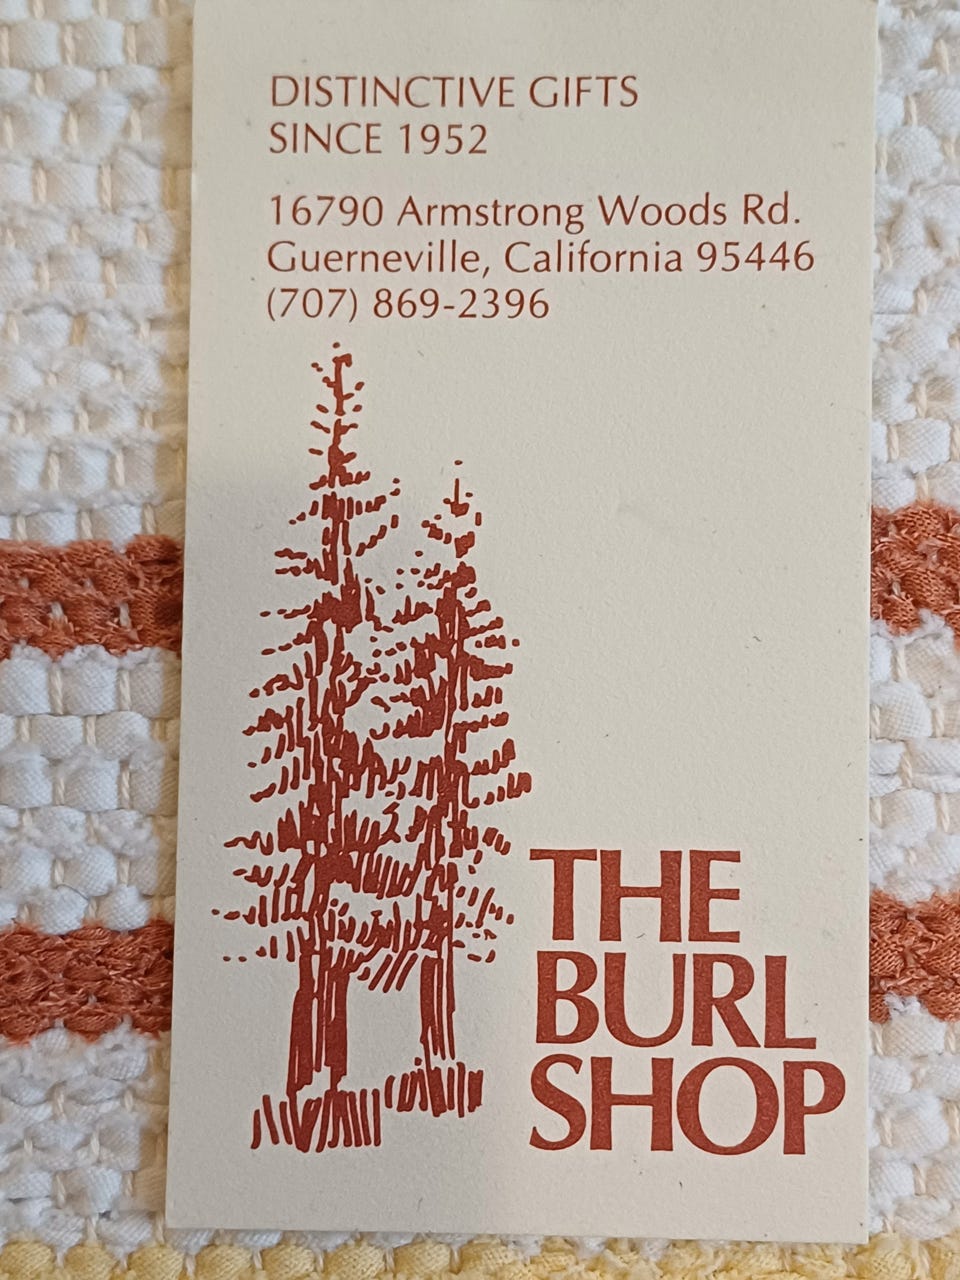 DISTINCTIVE GIFTS
SINCE 1952
16790 Armstrong Woods Rd.
Guerneville, California 95446
(707) 869-2396
THE
BURL
SHOP